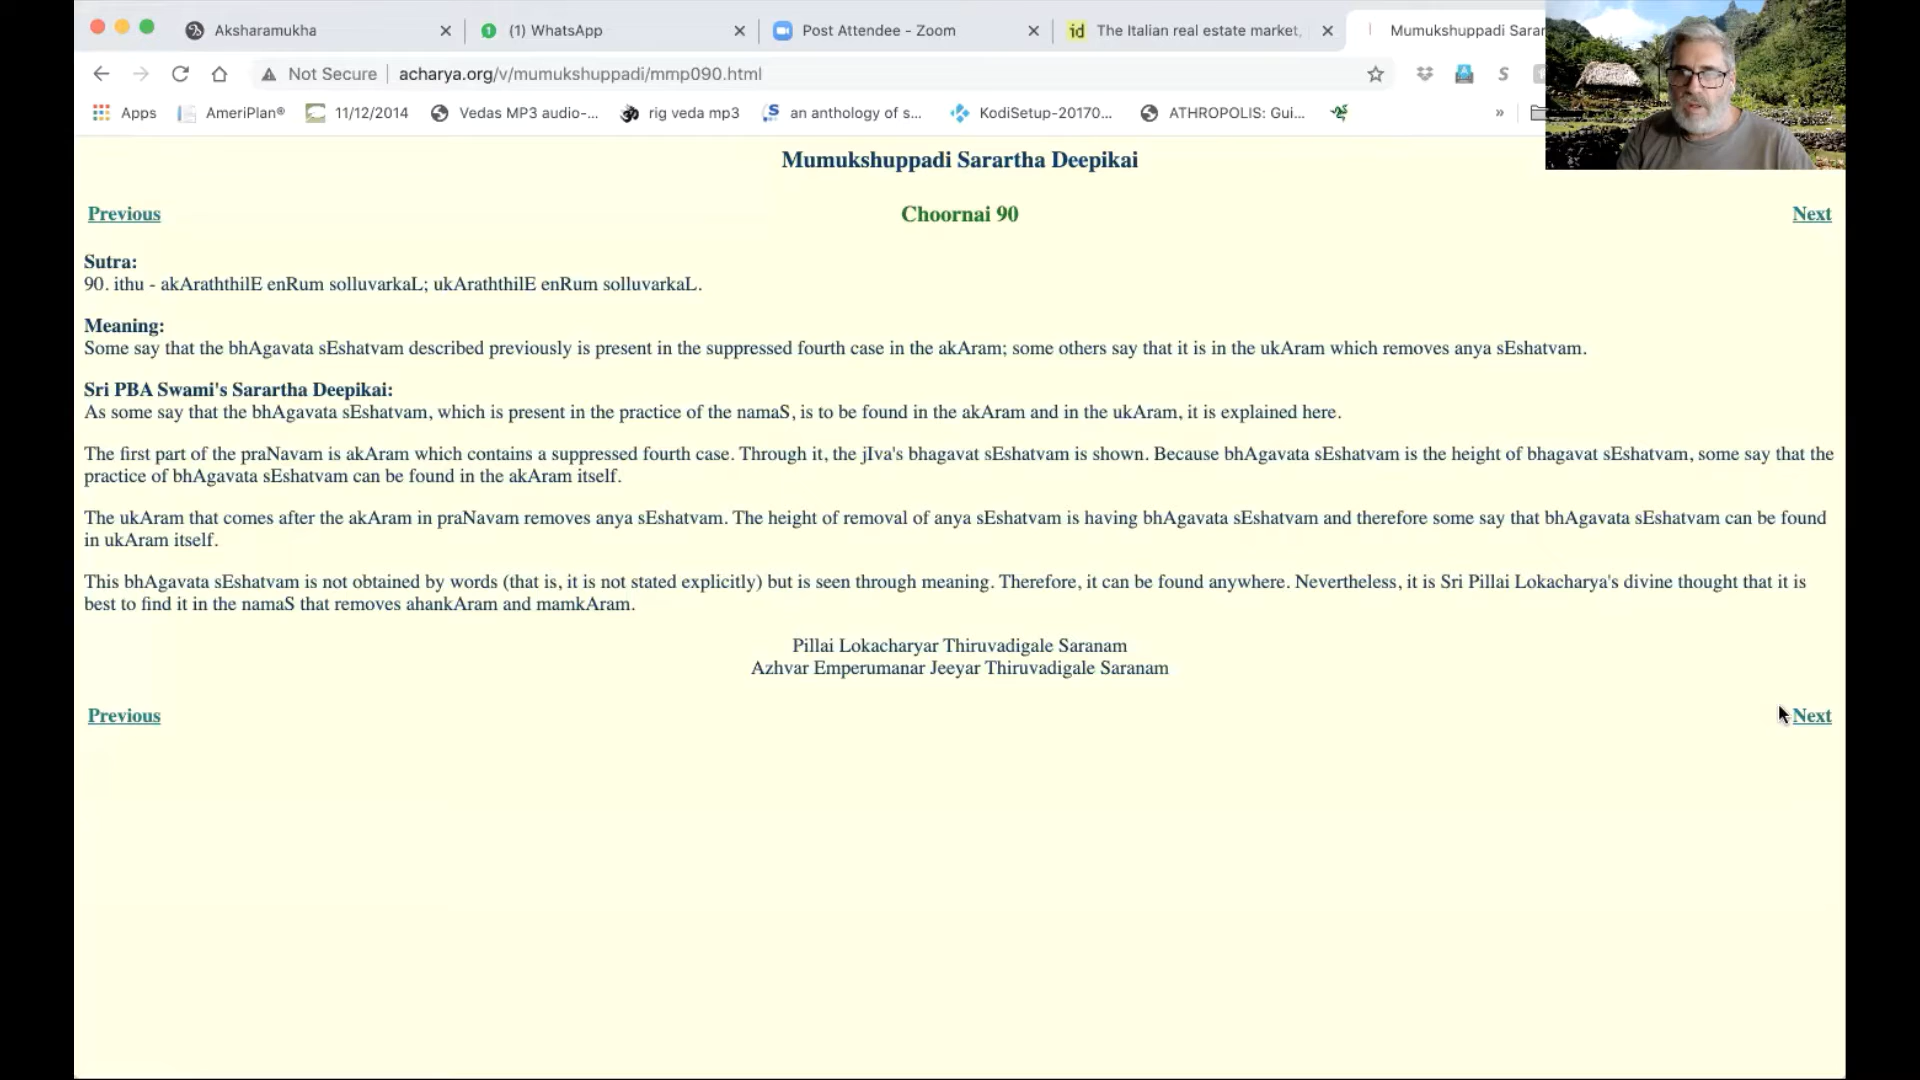 Aksharamukha
(1) WhatsApp
Post Attendee - Zoom
id The Italian real estate market,
Mumukshuppadi Sarar
Not Secure acharya.org/v/mumukshuppadi/mmp090.html
Apps AmeriPlan® 11/12/2014 Vedas MP3 audio-... rig veda mp3 an anthology of s... KodiSetup-20170... ATHROPOLIS: Gui... »
Mumukshuppadi Sarartha Deepikai
Previous Choornai 90 Next
Sutra:
90. ithu - akAraththilE enRum solluvarkaL; ukAraththilE enRum solluvarkaL.
Meaning:
Some say that the bhAgavata sEshatvam described previously is present in the suppressed fourth case in the akAram; some others say that it is in the ukAram which removes anya sEshatvam.
Sri PBA Swami's Sarartha Deepikai:
As some say that the bhAgavata sEshatvam, which is present in the practice of the namaS, is to be found in the akAram and in the ukAram, it is explained here.
The first part of the praNavam is akAram which contains a suppressed fourth case. Through it, the jIva's bhagavat sEshatvam is shown. Because bhAgavata sEshatvam is the height of bhagavat sEshatvam, some say that the
practice of bhAgavata sEshatvam can be found in the akAram itself.
The ukAram that comes after the akAram in praNavam removes anya sEshatvam. The height of removal of anya sEshatvam is having bhAgavata sEshatvam and therefore some say that bhAgavata sEshatvam can be found
in ukAram itself.
This bhAgavata sEshatvam is not obtained by words (that is, it is not stated explicitly) but is seen through meaning. Therefore, it can be found anywhere. Nevertheless, it is Sri Pillai Lokacharya's divine thought that it is
best to find it in the namaS that removes ahankAram and mamkAram.
Pillai Lokacharyar Thiruvadigale Saranam
Azhvar Emperumanar Jeeyar Thiruvadigale Saranam
Previous Next